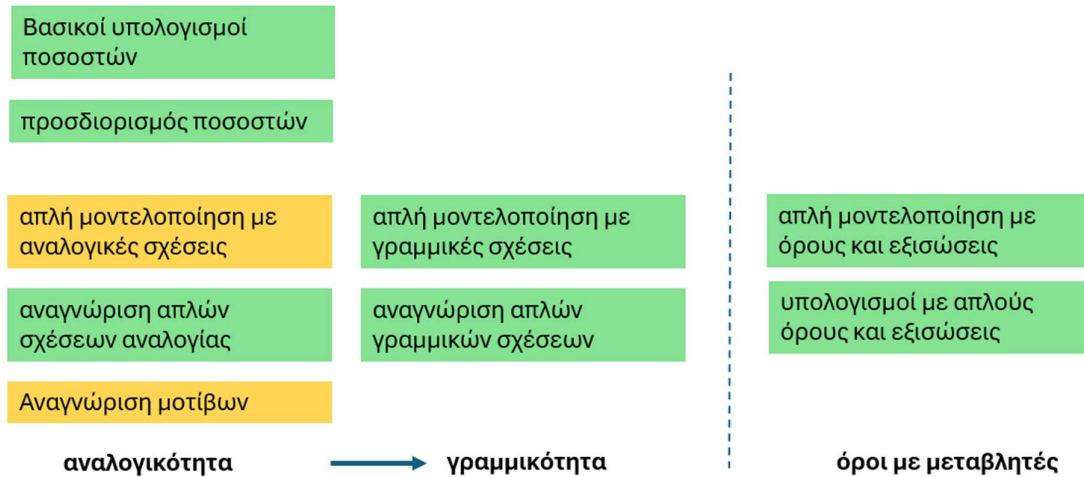 Βασικοί υπολογισμοί
ποσοστών
προσδιορισμός ποσοστών
απλή μοντελοποίηση με
αναλογικές σχέσεις
απλή μοντελοποίηση με
γραμμικές σχέσεις
απλή μοντελοποίηση με
όρους και εξισώσεις
αναγνώριση απλών
σχέσεων αναλογίας
αναγνώριση απλών
γραμμικών σχέσεων
υπολογισμοί με απλούς
όρους και εξισώσεις
Αναγνώριση μοτίβων
αναλογικότητα
γραμμικότητα
όροι με μεταβλητές